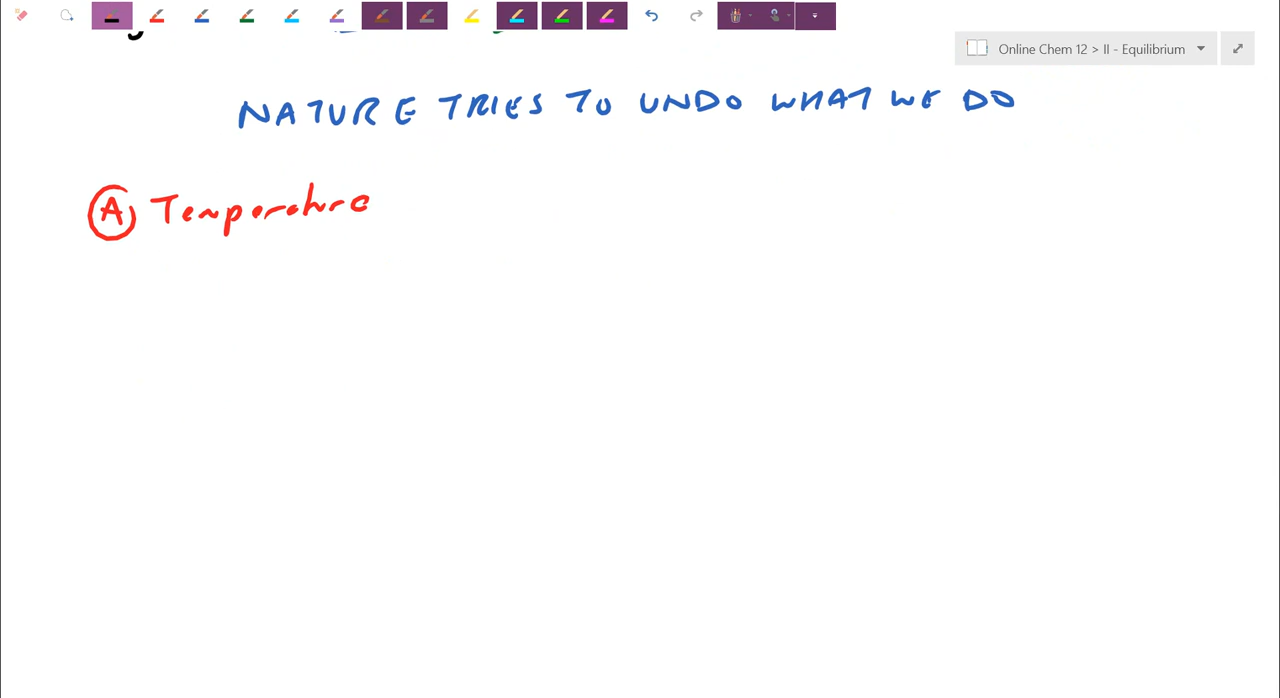 Online Chem 12 > II - Equilibrium
NATURE TRIES TO UNDO WHAT WE DO
A Temperature